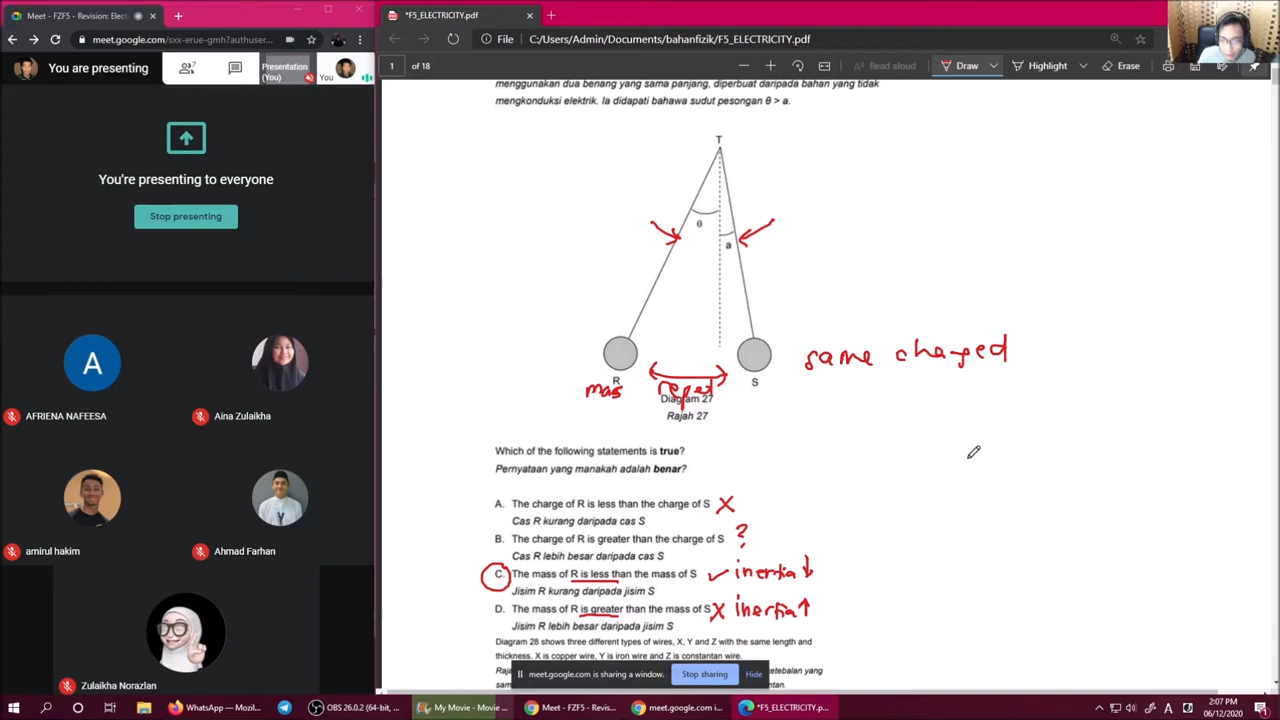 Meet - FZF5 - Revision: Electr
meet.google.com/sxx-erue-gmh?authuser
You are presenting
7
Presentation
(You)
You
You're presenting to everyone
Stop presenting
A
AFRIENA NAFEESA
Aina Zulaikha
amirul hakim
Ahmad Farhan
Zulaikha Norazlan
*F5_ELECTRICITY.pdf
File
C:/Users/Admin/Documents/bahanfizik/F5_ELECTRICITY.pdf
1 of 18
Read aloud
Draw
Highlight
Erase
menggunakan dua benang yang sama panjang, diperbuat daripada bahan yang tidak
mengkonduksi elektrik. Ia didapati bahawa sudut pesongan θ > a.
T
θ
a
R
S
mas
repel
same charged
Diagram 27
Rajah 27
Which of the following statements is true?
Pernyataan yang manakah adalah benar?
A. The charge of R is less than the charge of S X
Cas R kurang daripada cas S
B. The charge of R is greater than the charge of S ?
Cas R lebih besar daripada cas S
C. The mass of R is less than the mass of S ✓ inertia ↓
Jisim R kurang daripada jisim S
D. The mass of R is greater than the mass of S X inertia ↑
Jisim R lebih besar daripada jisim S
Diagram 28 shows three different types of wires, X, Y and Z with the same length and
thickness. X is copper wire, Y is iron wire and Z is constantan wire.
Raja
ketebalan yang
sam
ntan.
meet.google.com is sharing a window.
Stop sharing
Hide
WhatsApp — Mozil...
OBS 26.0.2 (64-bit, ...
My Movie - Movie ...
Meet - FZF5 - Revis...
meet.google.com i...
*F5_ELECTRICITY.p...
2:07 PM
06/12/2020
1